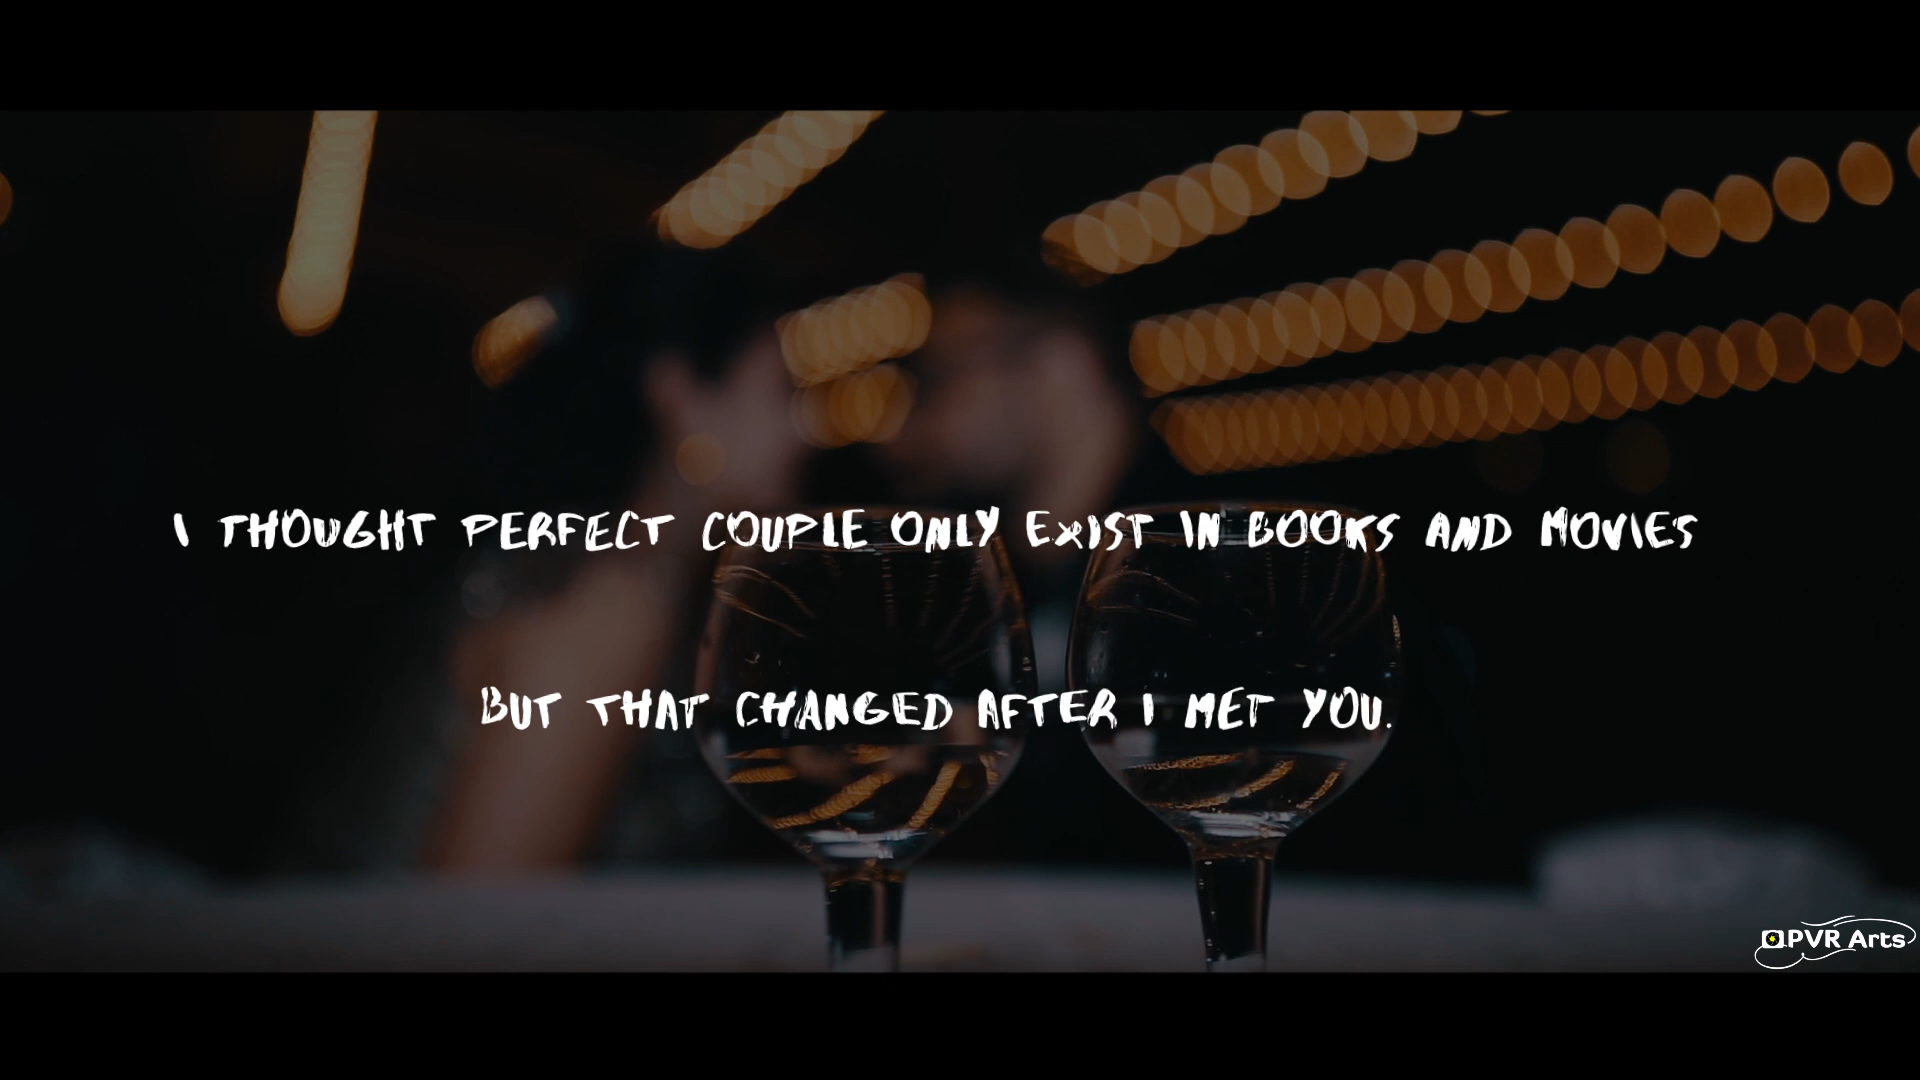 I THOUGHT PERFECT COUPLE ONLY EXIST IN BOOKS AND MOVIES
BUT THAT CHANGED AFTER I MET YOU.
PVR Arts